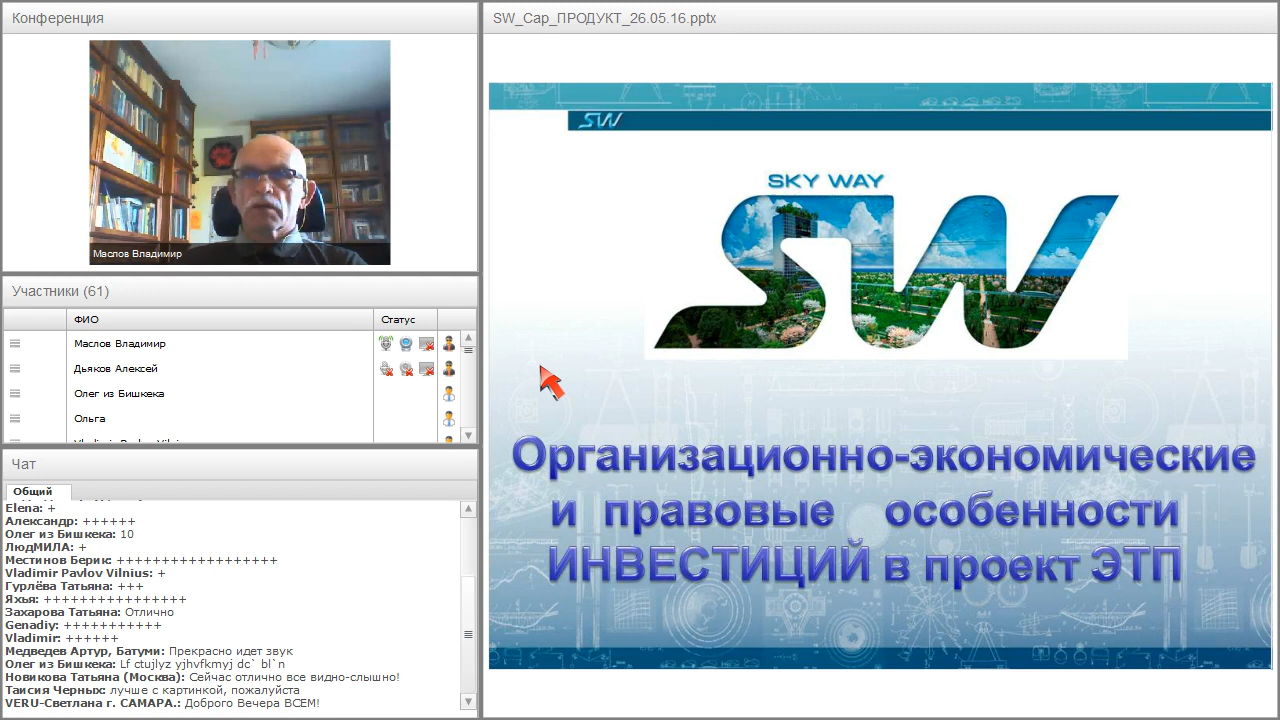 Конференция
Маслов Владимир
Участники (61)
ФИО Статус
Маслов Владимир
Дьяков Алексей
Олег из Бишкека
Ольга
Чат
Общий
Elena: +
Александр: ++++++
Олег из Бишкека: 10
ЛюдМИЛА: +
Местинов Берик: ++++++++++++++++++
Vladimir Pavlov Vilnius: +
Гурлёва Татьяна: +++
Яхья: +++++++++++++++
Захарова Татьяна: Отлично
Genadiy: +++++++++++
Vladimir: ++++++
Медведев Артур, Батуми: Прекрасно идет звук
Олег из Бишкека: Lf ctujlyz yjhvfkmyj dc` bl`n
Новикова Татьяна (Москва): Сейчас отлично все видно-слышно!
Таисия Черных: лучше с картинкой, пожалуйста
VERU-Светлана г. САМАРА.: Доброго Вечера ВСЕМ!
SW_Cap_ПРОДУКТ_26.05.16.pptx
SW
SKY WAY
SW
Организационно-экономические
и правовые особенности
ИНВЕСТИЦИЙ в проект ЭТП